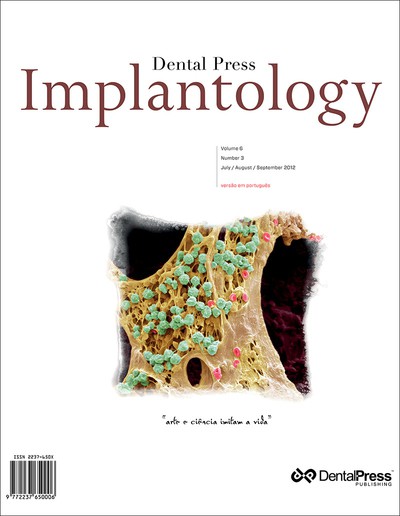 Dental Press
Implantology
Volume 6
Number 3
July / August / September 2012
versão em português
"arte e ciência imitam a vida"
ISSN 2237-650X
9 772237 650006
DentalPress
PUBLISHING